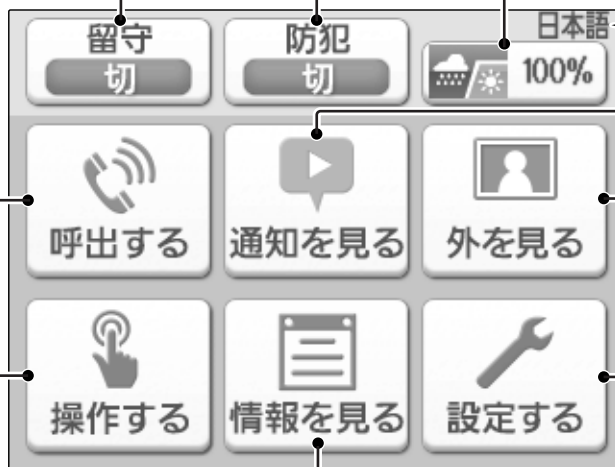 日本語
留守
切
防犯
切
100%
呼出する
通知を見る
外を見る
操作する
情報を見る
設定する